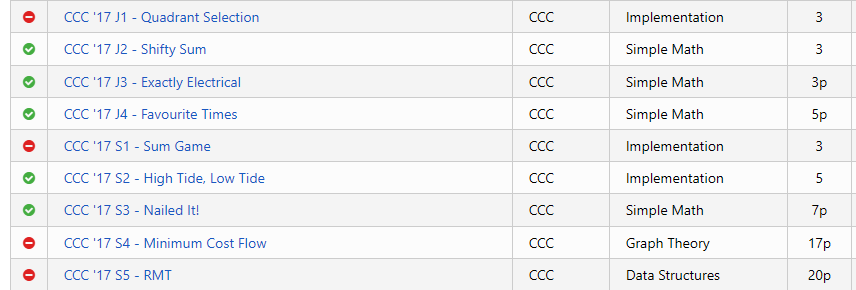 CCC '17 J1 - Quadrant Selection CCC Implementation 3
CCC '17 J2 - Shifty Sum CCC Simple Math 3
CCC '17 J3 - Exactly Electrical CCC Simple Math 3p
CCC '17 J4 - Favourite Times CCC Simple Math 5p
CCC '17 S1 - Sum Game CCC Implementation 3
CCC '17 S2 - High Tide, Low Tide CCC Implementation 5
CCC '17 S3 - Nailed It! CCC Simple Math 7p
CCC '17 S4 - Minimum Cost Flow CCC Graph Theory 17p
CCC '17 S5 - RMT CCC Data Structures 20p